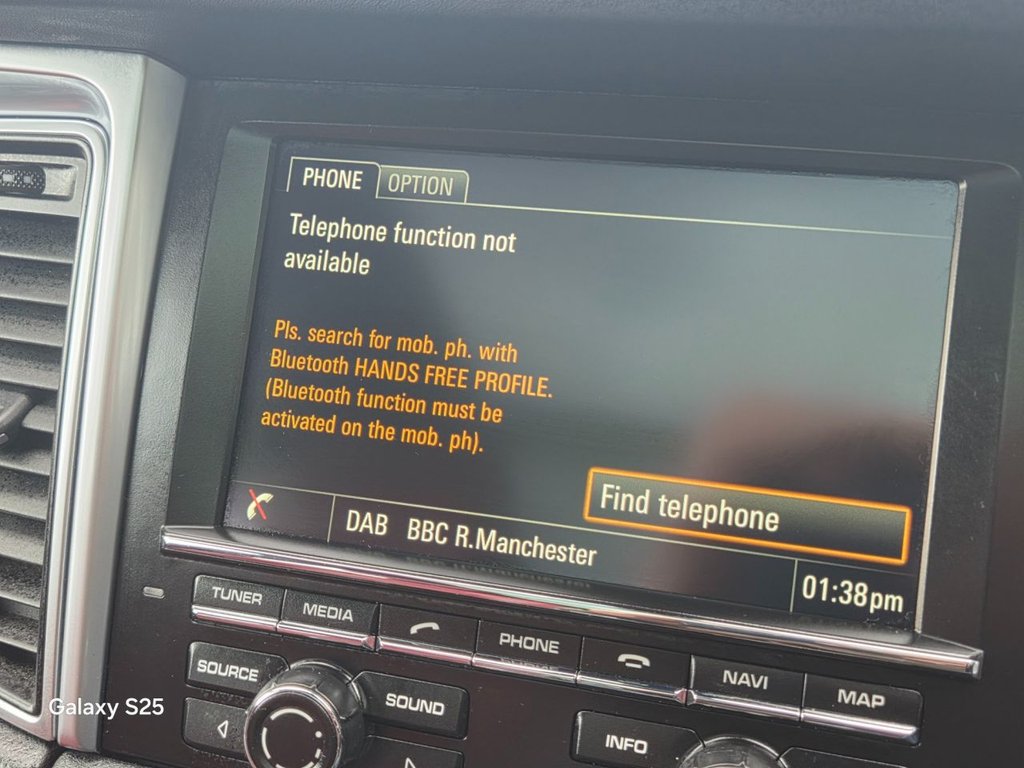 PHONE OPTION
Telephone function not
available
Pls. search for mob. ph. with
Bluetooth HANDS FREE PROFILE.
(Bluetooth function must be
activated on the mob. ph).
Find telephone
DAB BBC R.Manchester
01:38pm
TUNER MEDIA PHONE NAVI MAP
SOURCE SOUND INFO
Galaxy S25